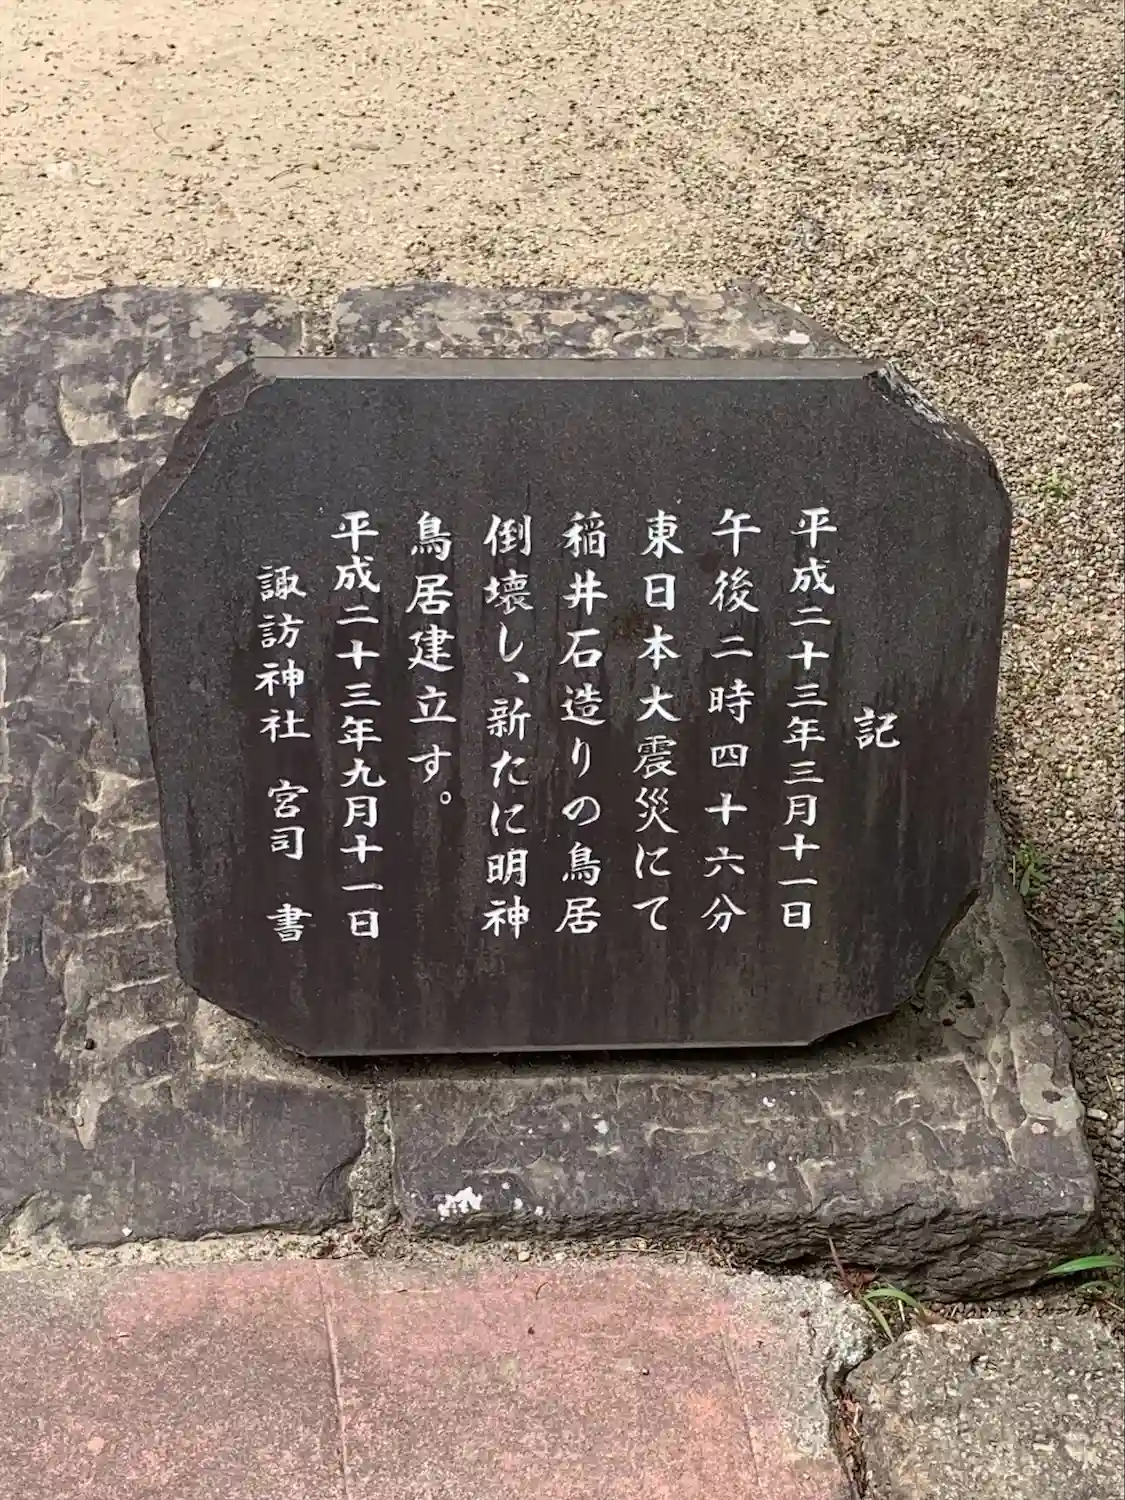 記
平成二十三年三月十一日
午後二時四十六分
東日本大震災にて
稲井石造りの鳥居
倒壊し、新たに明神
鳥居建立す。
平成二十三年九月十一日
諏訪神社 宮司 書